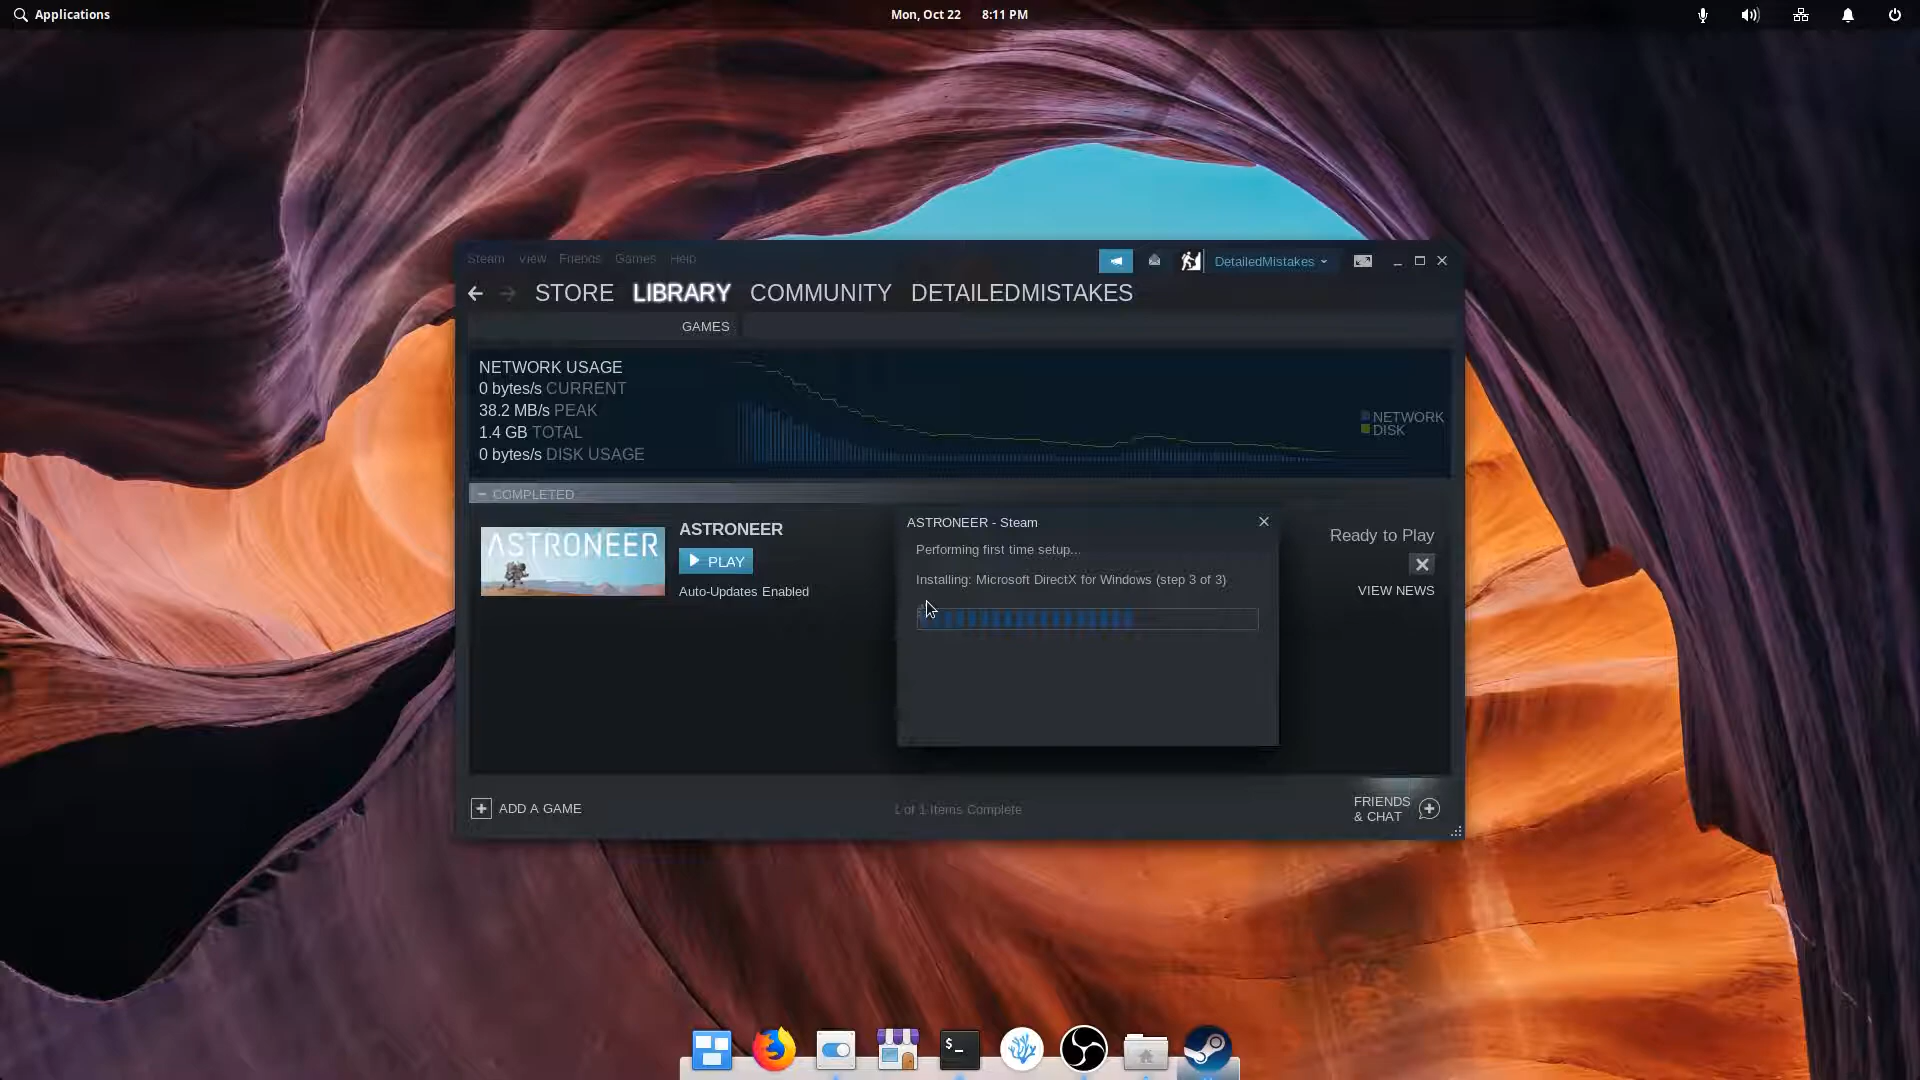 Applications
Mon, Oct 22 8:11 PM
Steam View Friends Games Help
DetailedMistakes
STORE LIBRARY COMMUNITY DETAILEDMISTAKES
GAMES
NETWORK USAGE
0 bytes/s CURRENT
38.2 MB/s PEAK
1.4 GB TOTAL
0 bytes/s DISK USAGE
NETWORK
DISK
COMPLETED
ASTRONEER
ASTRONEER
PLAY
Auto-Updates Enabled
ASTRONEER - Steam
Performing first time setup...
Installing: Microsoft DirectX for Windows (step 3 of 3)
Ready to Play
VIEW NEWS
ADD A GAME
1 of 1 Items Complete
FRIENDS
& CHAT
$_